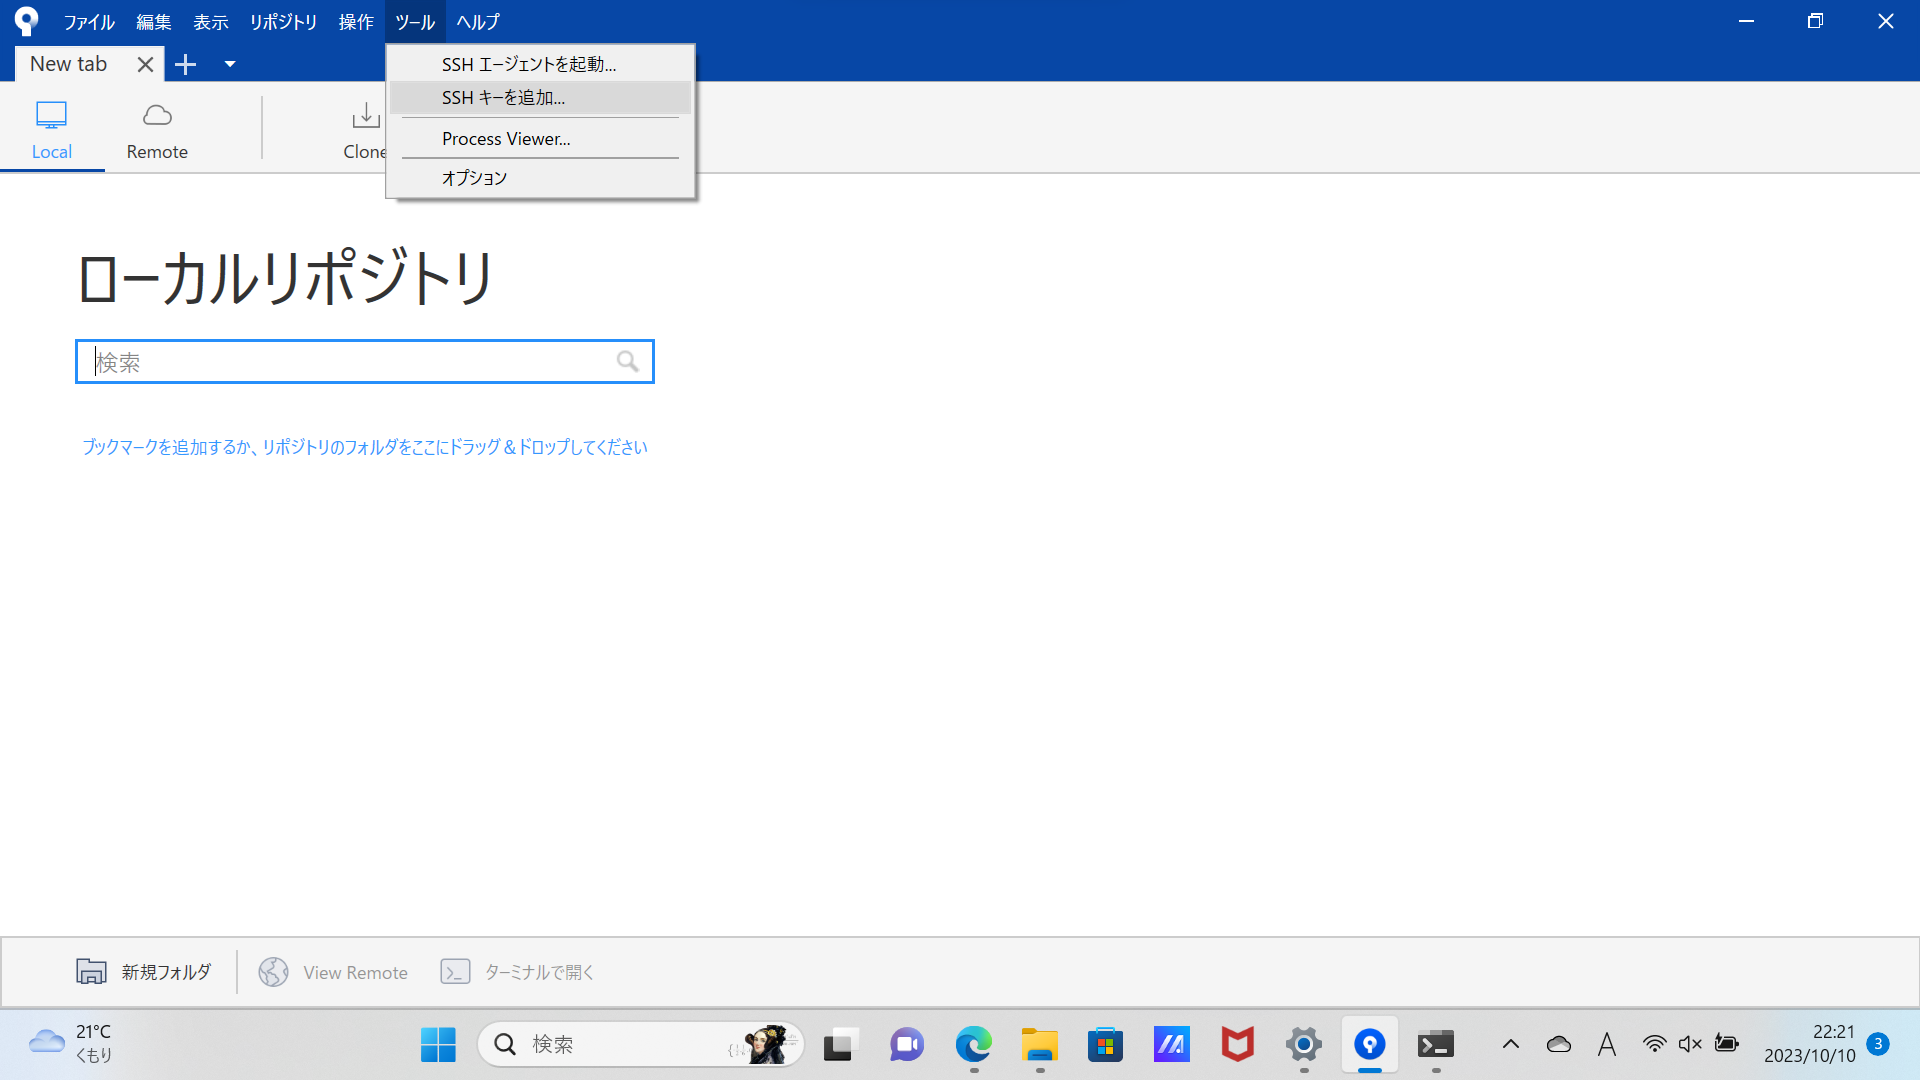 ファイル 編集 表示 リポジトリ 操作 ツール ヘルプ
New tab
SSH エージェントを起動...
SSH キーを追加...
Process Viewer...
オプション
Local Remote Clone
ローカルリポジトリ
検索
ブックマークを追加するか、リポジトリのフォルダをここにドラッグ＆ドロップしてください
新規フォルダ View Remote ターミナルで開く
21°C
くもり
検索
A
22:21
2023/10/10
3